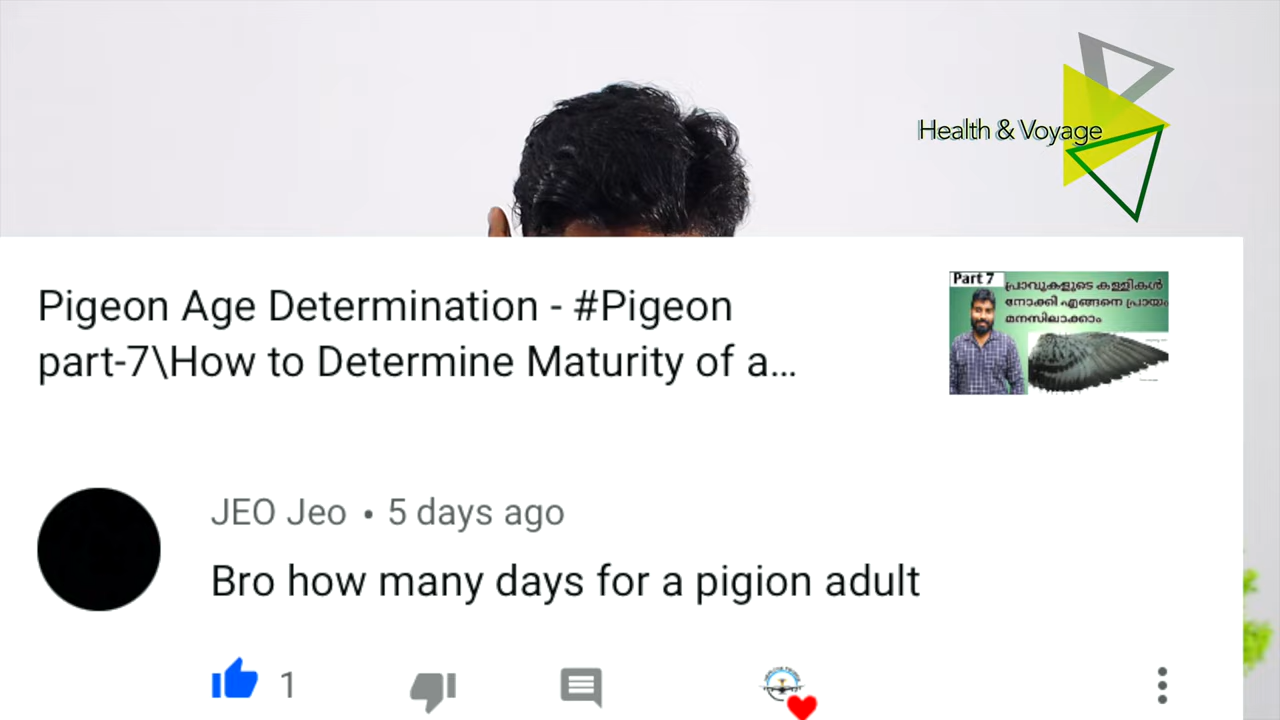 Health & Voyage
Pigeon Age Determination - #Pigeon
part-7\How to Determine Maturity of a...
Part 7
പ്രാവുകളുടെ കള്ളികൾ
നോക്കി എങ്ങനെ പ്രായം
മനസിലാക്കാം
JEO Jeo • 5 days ago
Bro how many days for a pigion adult
1